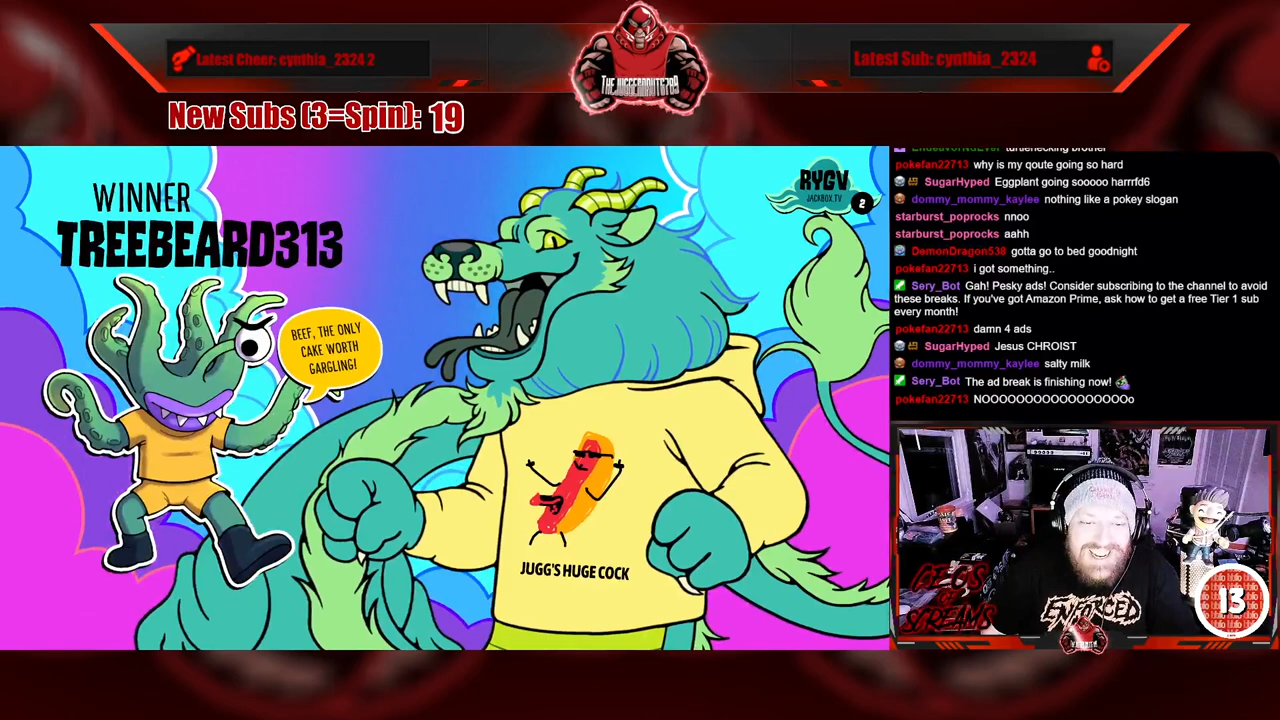 Latest Cheer: cynthia_2324 2
THEJUGGERNAUT6789
Latest Sub: cynthia_2324
New Subs (3=Spin): 19
WINNER
TREEBEARD313
BEEF, THE ONLY
CAKE WORTH
GARGLING!
RYGV
JACKBOX.TV
2
JUGG'S HUGE COCK
pokefan22713 why is my qoute going so hard
SugarHyped Eggplant going sooooo harrrfd6
dommy_mommy_kaylee nothing like a pokey slogan
starburst_poprocks nnoo
starburst_poprocks aahh
DemonDragon538 gotta go to bed goodnight
pokefan22713 i got something..
Sery_Bot Gah! Pesky ads! Consider subscribing to the channel to avoid
these breaks. If you've got Amazon Prime, ask how to get a free Tier 1 sub
every month!
pokefan22713 damn 4 ads
SugarHyped Jesus CHROIST
dommy_mommy_kaylee salty milk
Sery_Bot The ad break is finishing now!
pokefan22713 NOOOOOOOOOOOOOOOOo
ENFORCED
SCREAMS
13